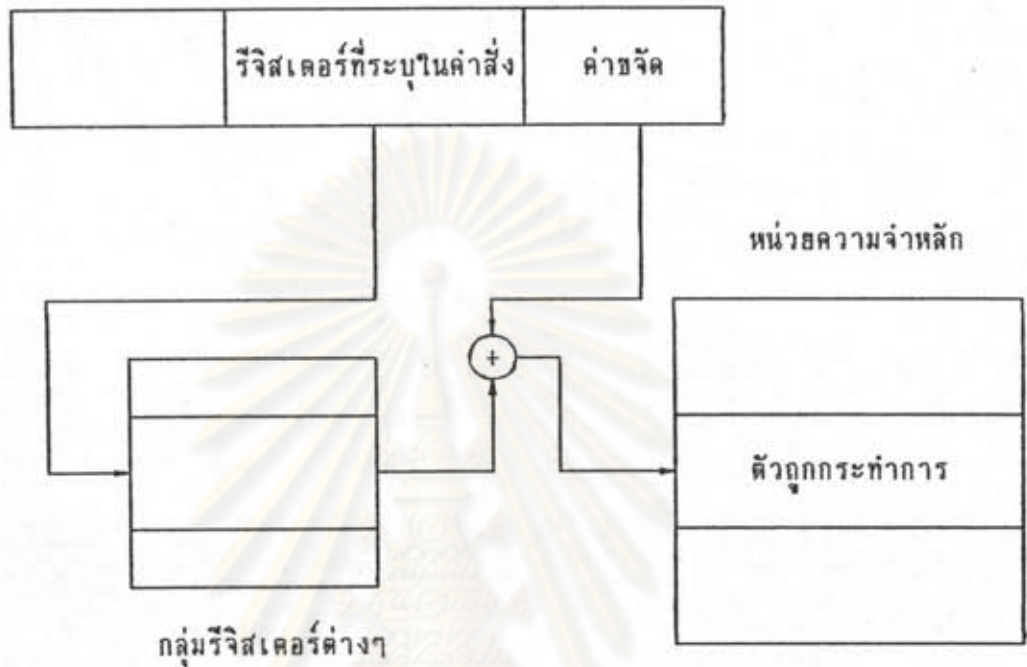 รีจิสเตอร์ที่ระบุในคำสั่ง ค่าขจัด
หน่วยความจำหลัก
+
ตัวถูกกระทำการ
กลุ่มรีจิสเตอร์ต่างๆ